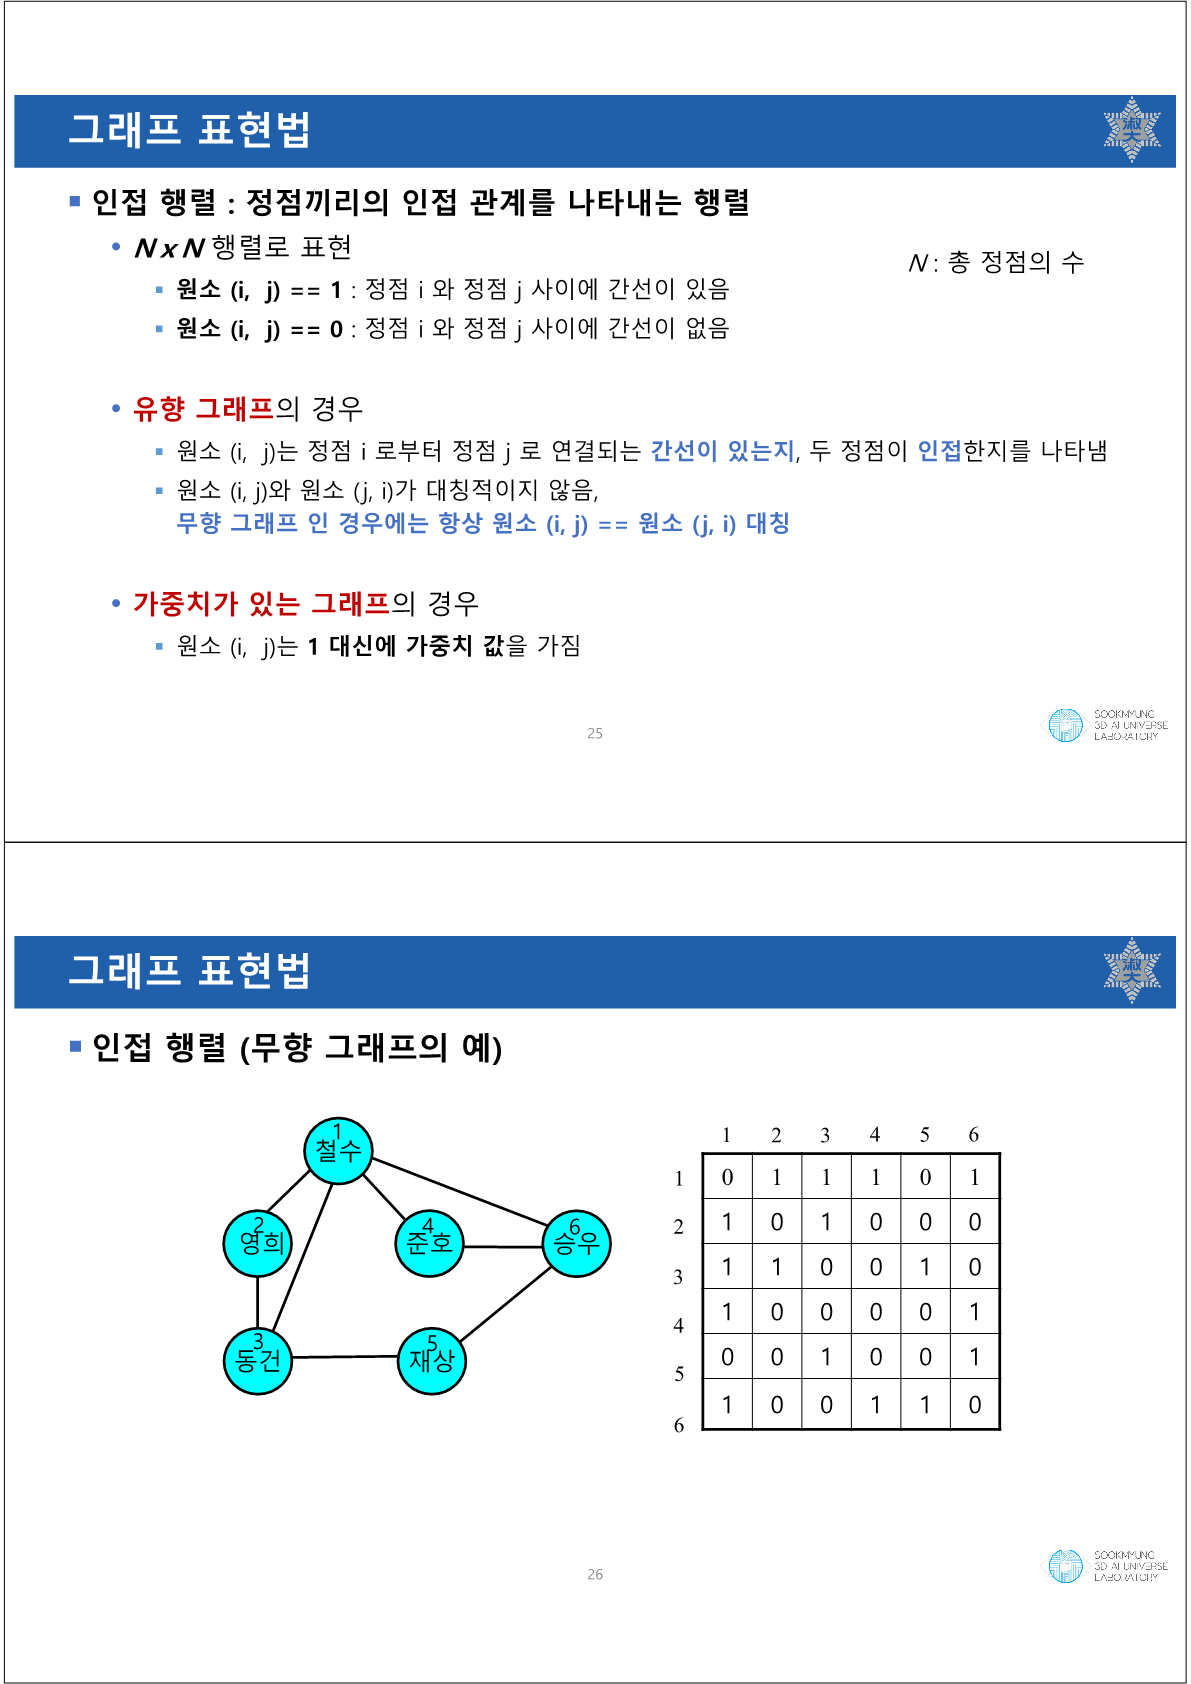 그래프 표현법
인접 행렬 : 정점끼리의 인접 관계를 나타내는 행렬
N x N 행렬로 표현
N : 총 정점의 수
원소 (i, j) == 1 : 정점 i 와 정점 j 사이에 간선이 있음
원소 (i, j) == 0 : 정점 i 와 정점 j 사이에 간선이 없음
유향 그래프의 경우
원소 (i, j)는 정점 i 로부터 정점 j 로 연결되는 간선이 있는지, 두 정점이 인접한지를 나타냄
원소 (i, j)와 원소 (j, i)가 대칭적이지 않음,
무향 그래프 인 경우에는 항상 원소 (i, j) == 원소 (j, i) 대칭
가중치가 있는 그래프의 경우
원소 (i, j)는 1 대신에 가중치 값을 가짐
25
SOOKMYUNG
3D AI UNIVERSE
LABORATORY
그래프 표현법
인접 행렬 (무향 그래프의 예)
1
철수
2
영희
4
준호
6
승우
3
동건
5
재상
1 2 3 4 5 6
1 0 1 1 1 0 1
2 1 0 1 0 0 0
3 1 1 0 0 1 0
4 1 0 0 0 0 1
5 0 0 1 0 0 1
6 1 0 0 1 1 0
26
SOOKMYUNG
3D AI UNIVERSE
LABORATORY